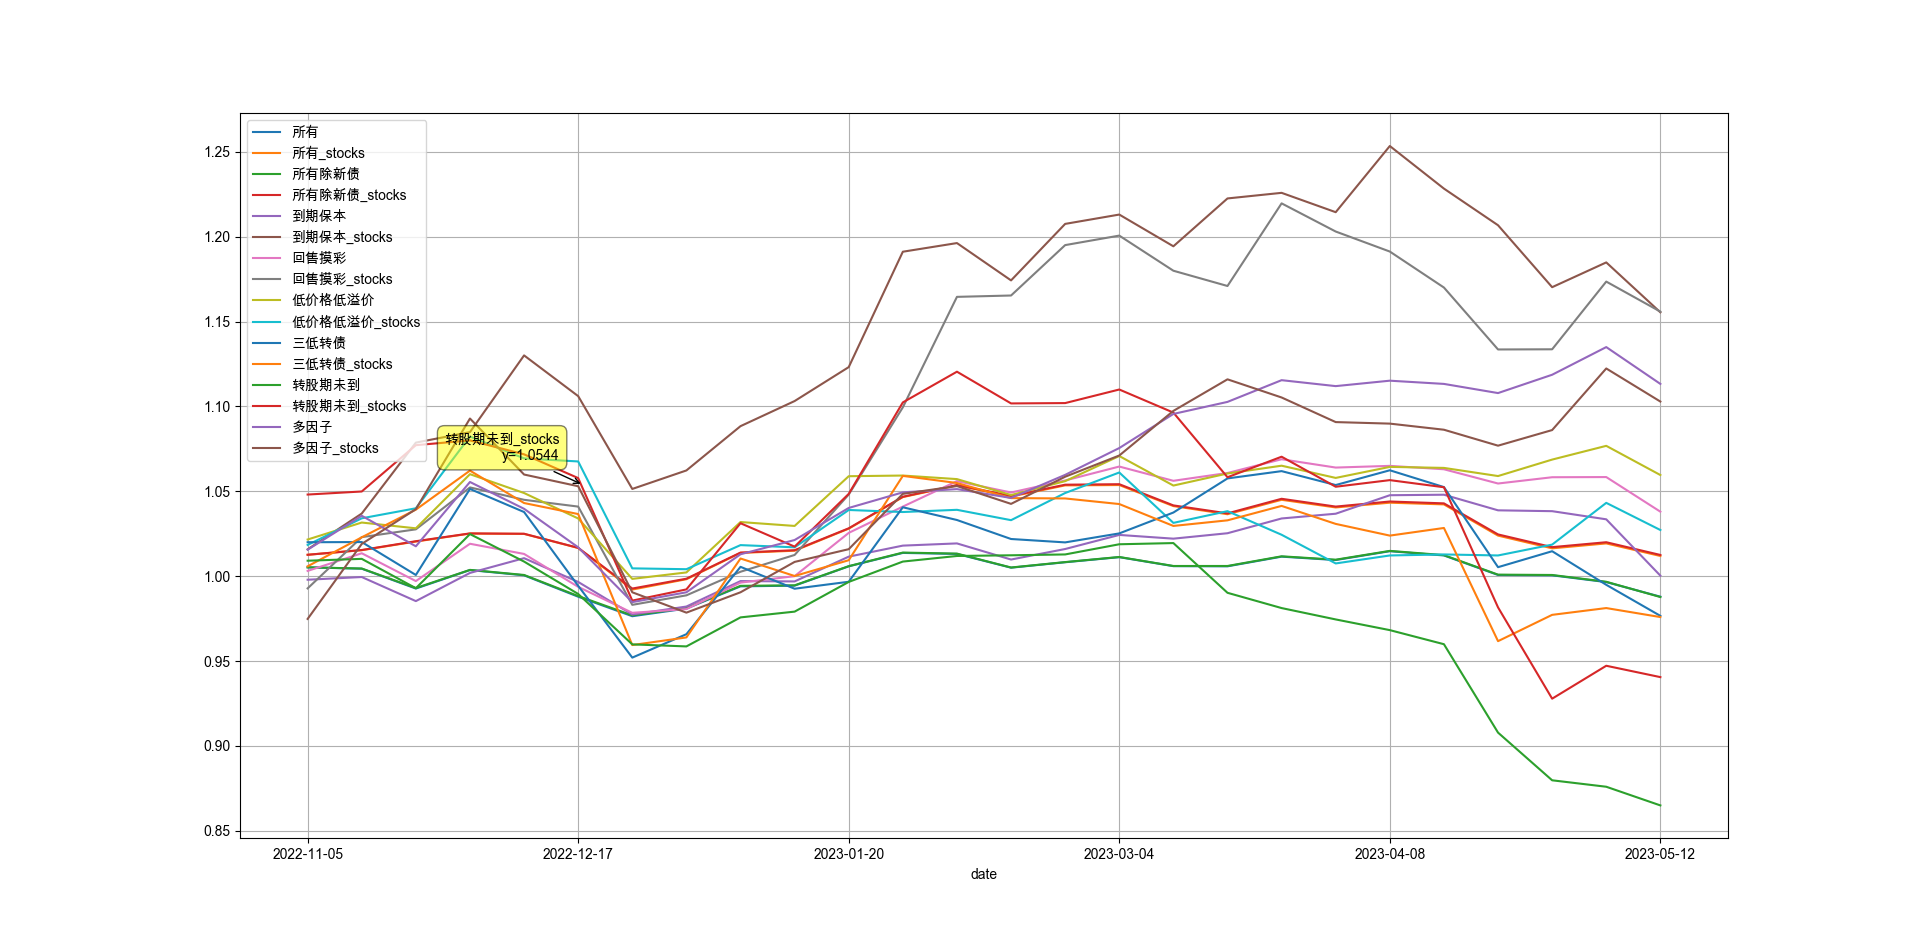 1.25
1.20
1.15
1.10
1.05
1.00
0.95
0.90
0.85
所有
所有_stocks
所有除新债
所有除新债_stocks
到期保本
到期保本_stocks
回售摸彩
回售摸彩_stocks
低价格低溢价
低价格低溢价_stocks
三低转债
三低转债_stocks
转股期未到
转股期未到_stocks
多因子
多因子_stocks
转股期未到_stocks
y=1.0544
2022-11-05
2022-12-17
2023-01-20
2023-03-04
2023-04-08
2023-05-12
date